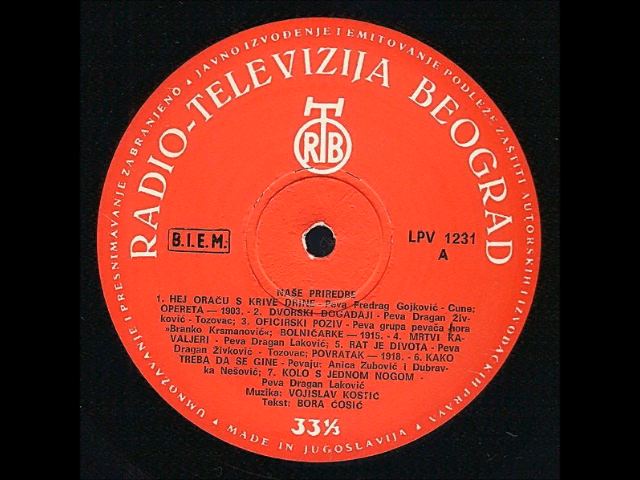 UMNOŽAVANJE I PRESNIMAVANJE ZABRANJENO ▲ JAVNO IZVOĐENJE I EMITOVANJE PODLEŽE ZAŠTITI AUTORSKIH I IZVOĐAČKIH PRAVA
RADIO-TELEVIZIJA BEOGRAD
RTB
B.I.E.M.
LPV 1231
A
NAŠE PRIREDBE
1. HEJ ORAČU S KRIVE DRINE - Peva Predrag Gojković - Cune;
OPERETA — 1903. - 2. DVORSKI DOGAĐAJI - Peva Dragan Živ-
ković - Tozovac; 3. OFICIRSKI POZIV - Peva grupa pevača hora
»Branko Krsmanović«; BOLNIČARKE — 1915. - 4. MRTVI KA-
VALJERI - Peva Dragan Laković; 5. RAT JE DIVOTA - Peva
Dragan Živković - Tozovac; POVRATAK — 1918. - 6. KAKO
TREBA DA SE GINE - Pevaju: Anica Zubović i Dubrav-
ka Nešović; 7. KOLO S JEDNOM NOGOM -
Peva Dragan Laković
Muzika: VOJISLAV KOSTIĆ
Tekst: BORA ĆOSIĆ
33⅓
▲ MADE IN JUGOSLAVIJA ▲